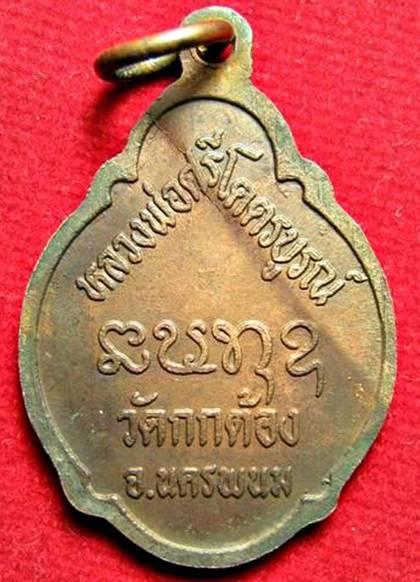 หลวงพ่อศรีโคตรบูรณ์
วัดกกต้อง
อ.นครพนม